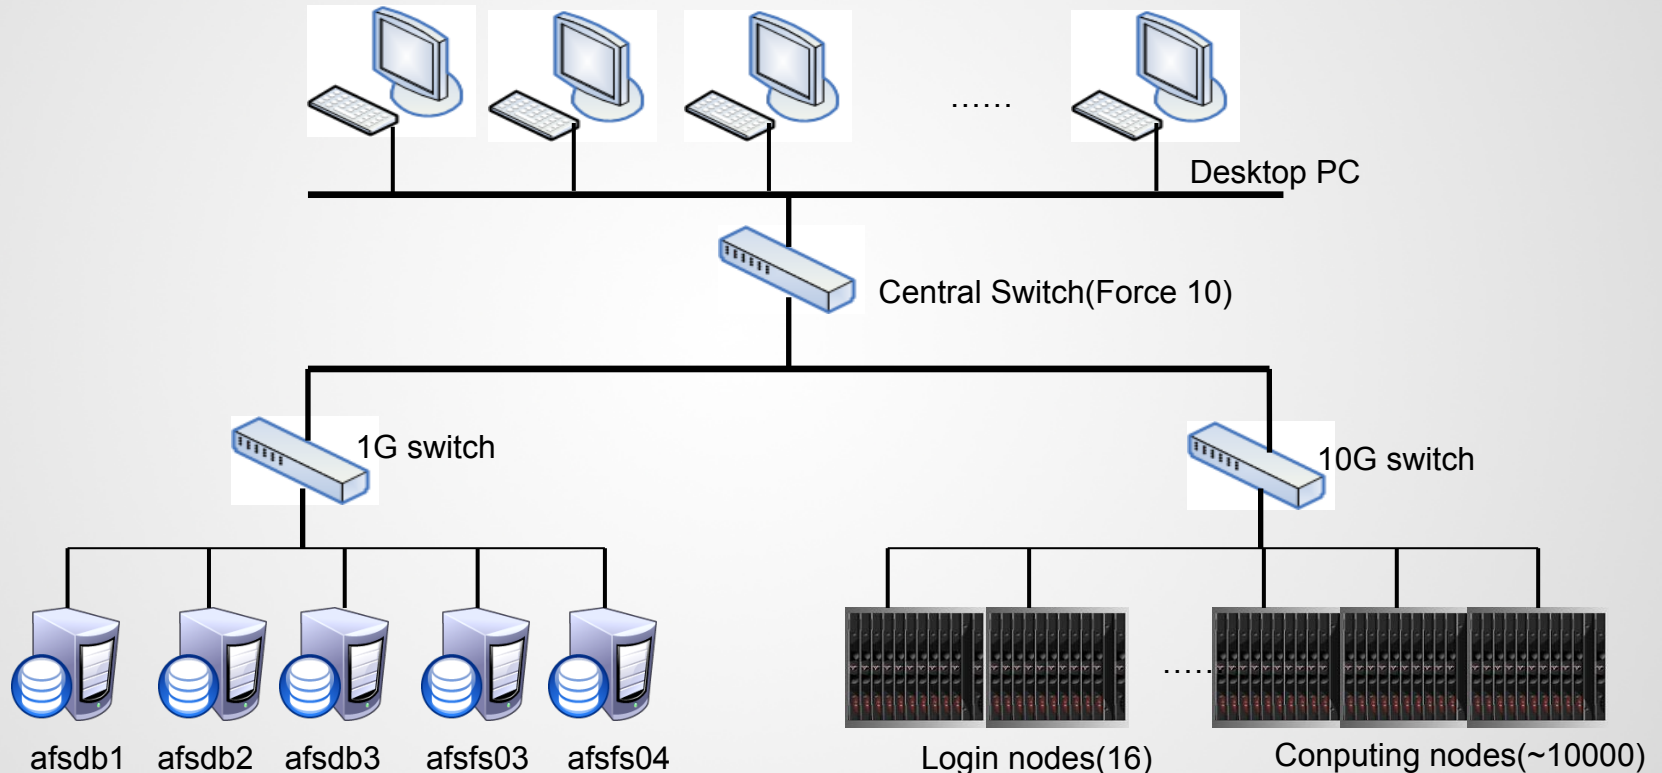 ......
Desktop PC
Central Switch(Force 10)
1G switch
10G switch
.....
afsdb1 afsdb2 afsdb3 afsfs03 afsfs04
Login nodes(16)
Conputing nodes(~10000)